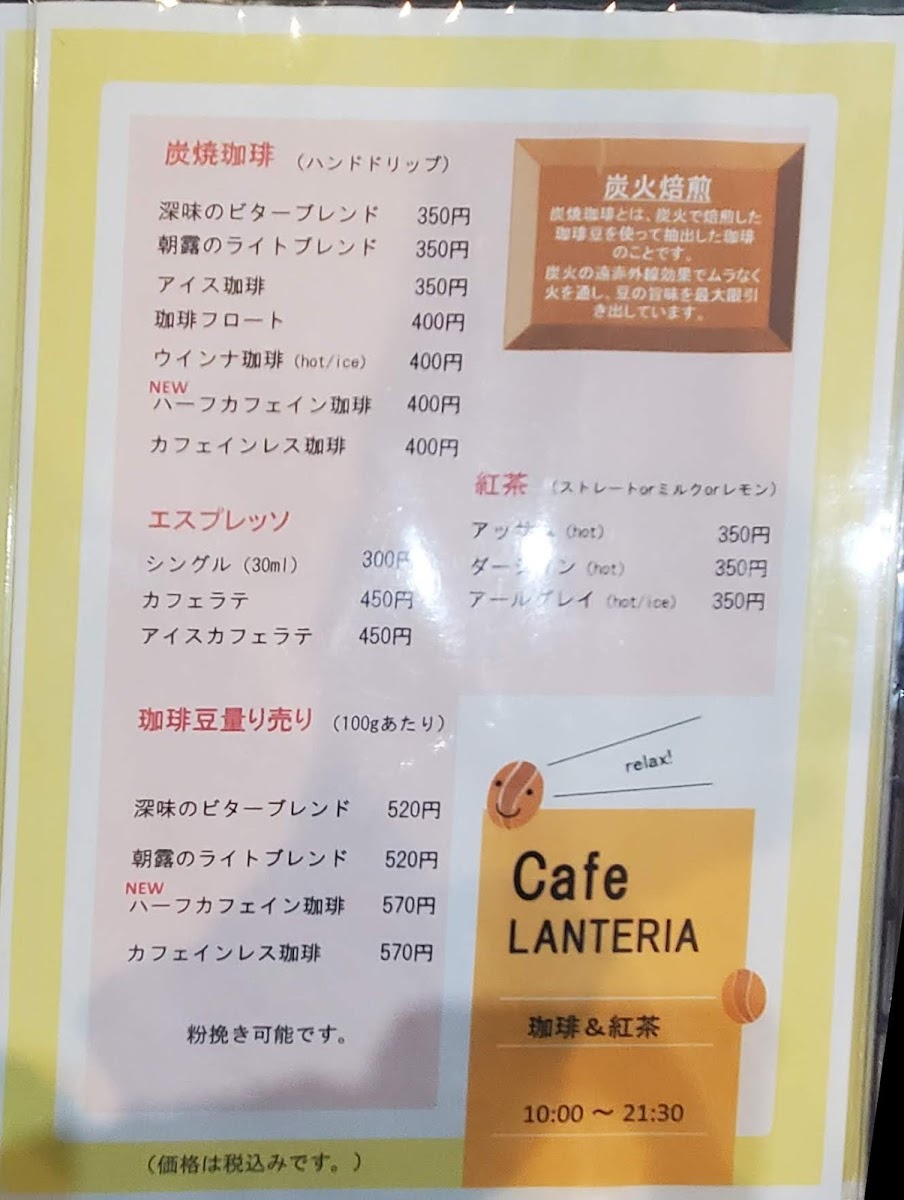 炭焼珈琲 （ハンドドリップ）
深味のビターブレンド 350円
朝露のライトブレンド 350円
アイス珈琲 350円
珈琲フロート 400円
ウインナ珈琲 (hot/ice) 400円
NEW
ハーフカフェイン珈琲 400円
カフェインレス珈琲 400円
炭火焙煎
炭焼珈琲とは、炭火で焙煎した
珈琲豆を使って抽出した珈琲
のことです。
炭火の遠赤外線効果でムラなく
火を通し、豆の旨味を最大限引
き出しています。
エスプレッソ
シングル (30ml) 300円
カフェラテ 450円
アイスカフェラテ 450円
紅茶 （ストレートorミルクorレモン）
アッサム (hot) 350円
(hot) 350円
アールグレイ (hot/ice) 350円
珈琲豆量り売り （100gあたり）
深味のビターブレンド 520円
朝露のライトブレンド 520円
NEW
ハーフカフェイン珈琲 570円
カフェインレス珈琲 570円
粉挽き可能です。
（価格は税込みです。）
relax!
Cafe
LANTERIA
珈琲＆紅茶
10:00 ～ 21:30